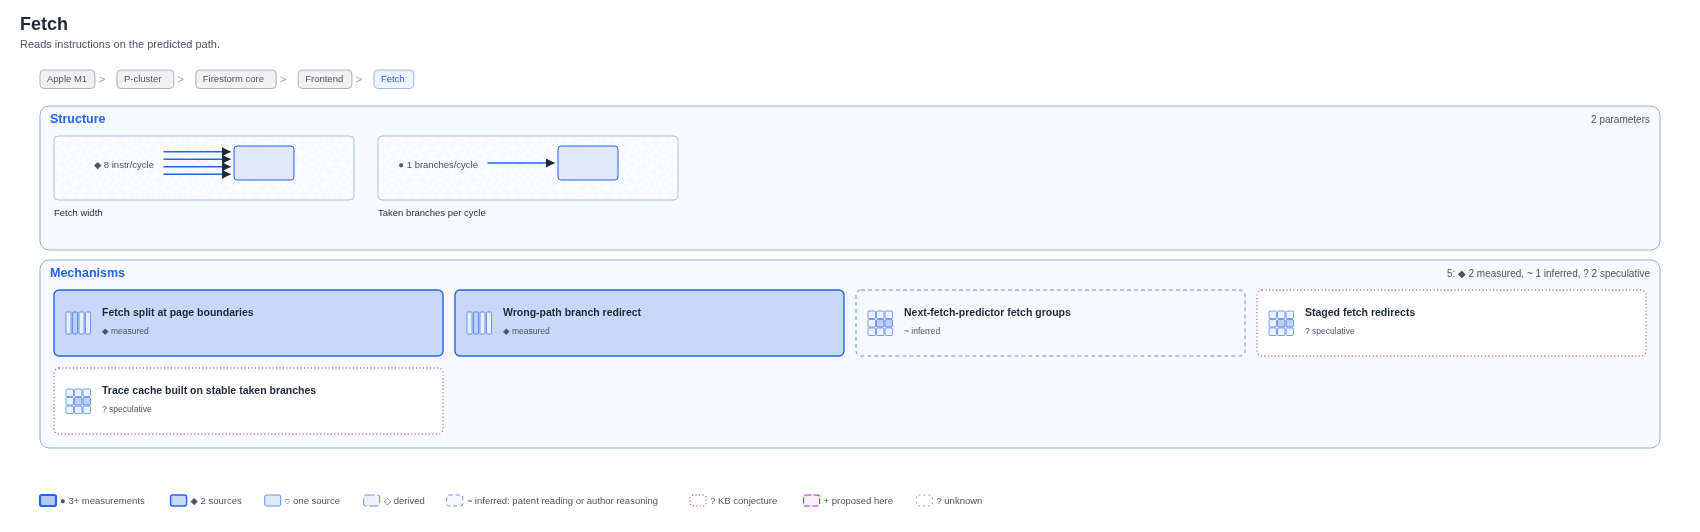 Fetch
Reads instructions on the predicted path.
Apple M1 > P-cluster > Firestorm core > Frontend > Fetch
Structure 2 parameters
◆ 8 instr/cycle ● 1 branches/cycle
Fetch width Taken branches per cycle
Mechanisms 5: ◆ 2 measured, ~ 1 inferred, ? 2 speculative
Fetch split at page boundaries Wrong-path branch redirect Next-fetch-predictor fetch groups Staged fetch redirects
◆ measured ◆ measured ~ inferred ? speculative
Trace cache built on stable taken branches
? speculative
● 3+ measurements ◆ 2 sources ○ one source ◇ derived ~ inferred: patent reading or author reasoning ? KB conjecture + proposed here ? unknown